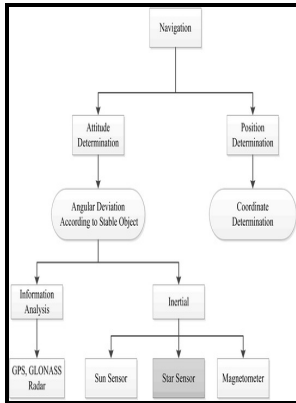 Navigation
Attitude
Determination
Position
Determination
Angular Deviation
According to Stable Object
Coordinate
Determination
Information
Analysis
Inertial
GPS, GLONASS
Radar
Sun Sensor
Star Sensor
Magnetometer